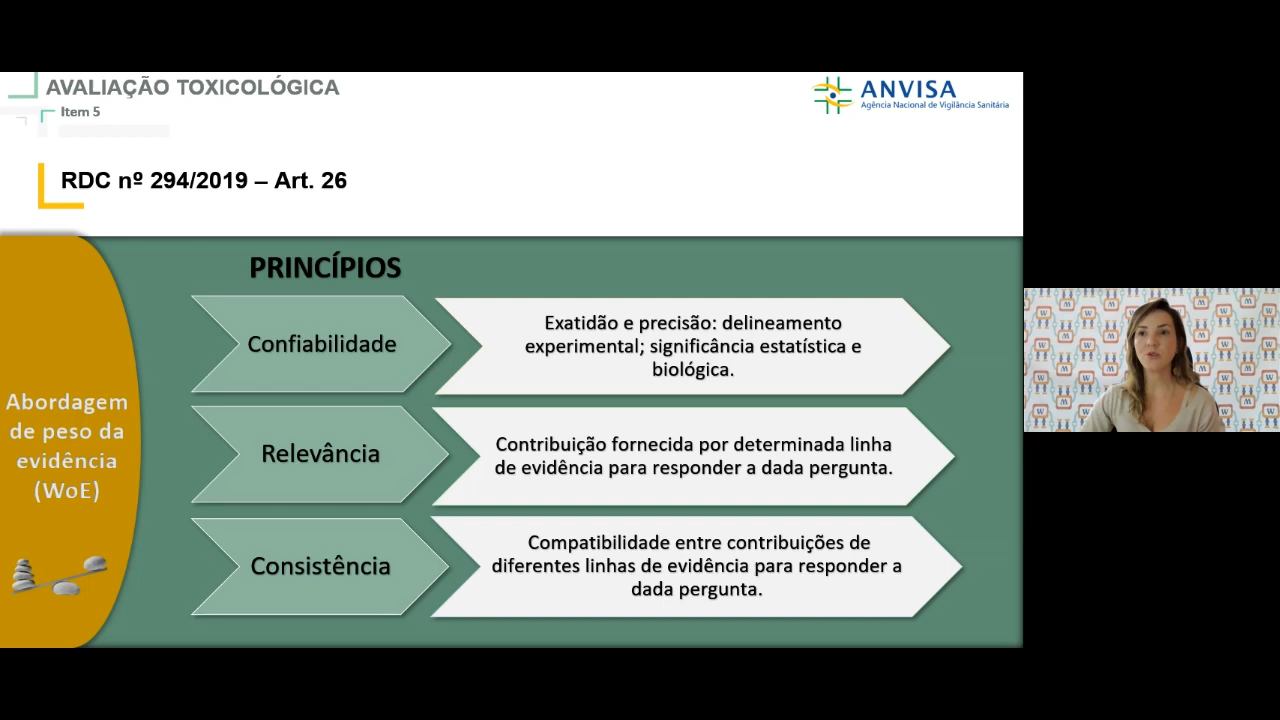 AVALIAÇÃO TOXICOLÓGICA
Item 5
ANVISA
Agência Nacional de Vigilância Sanitária
RDC nº 294/2019 – Art. 26
PRINCÍPIOS
Abordagem
de peso da
evidência
(WoE)
Confiabilidade
Exatidão e precisão: delineamento
experimental; significância estatística e
biológica.
Relevância
Contribuição fornecida por determinada linha
de evidência para responder a dada pergunta.
Consistência
Compatibilidade entre contribuições de
diferentes linhas de evidência para responder a
dada pergunta.